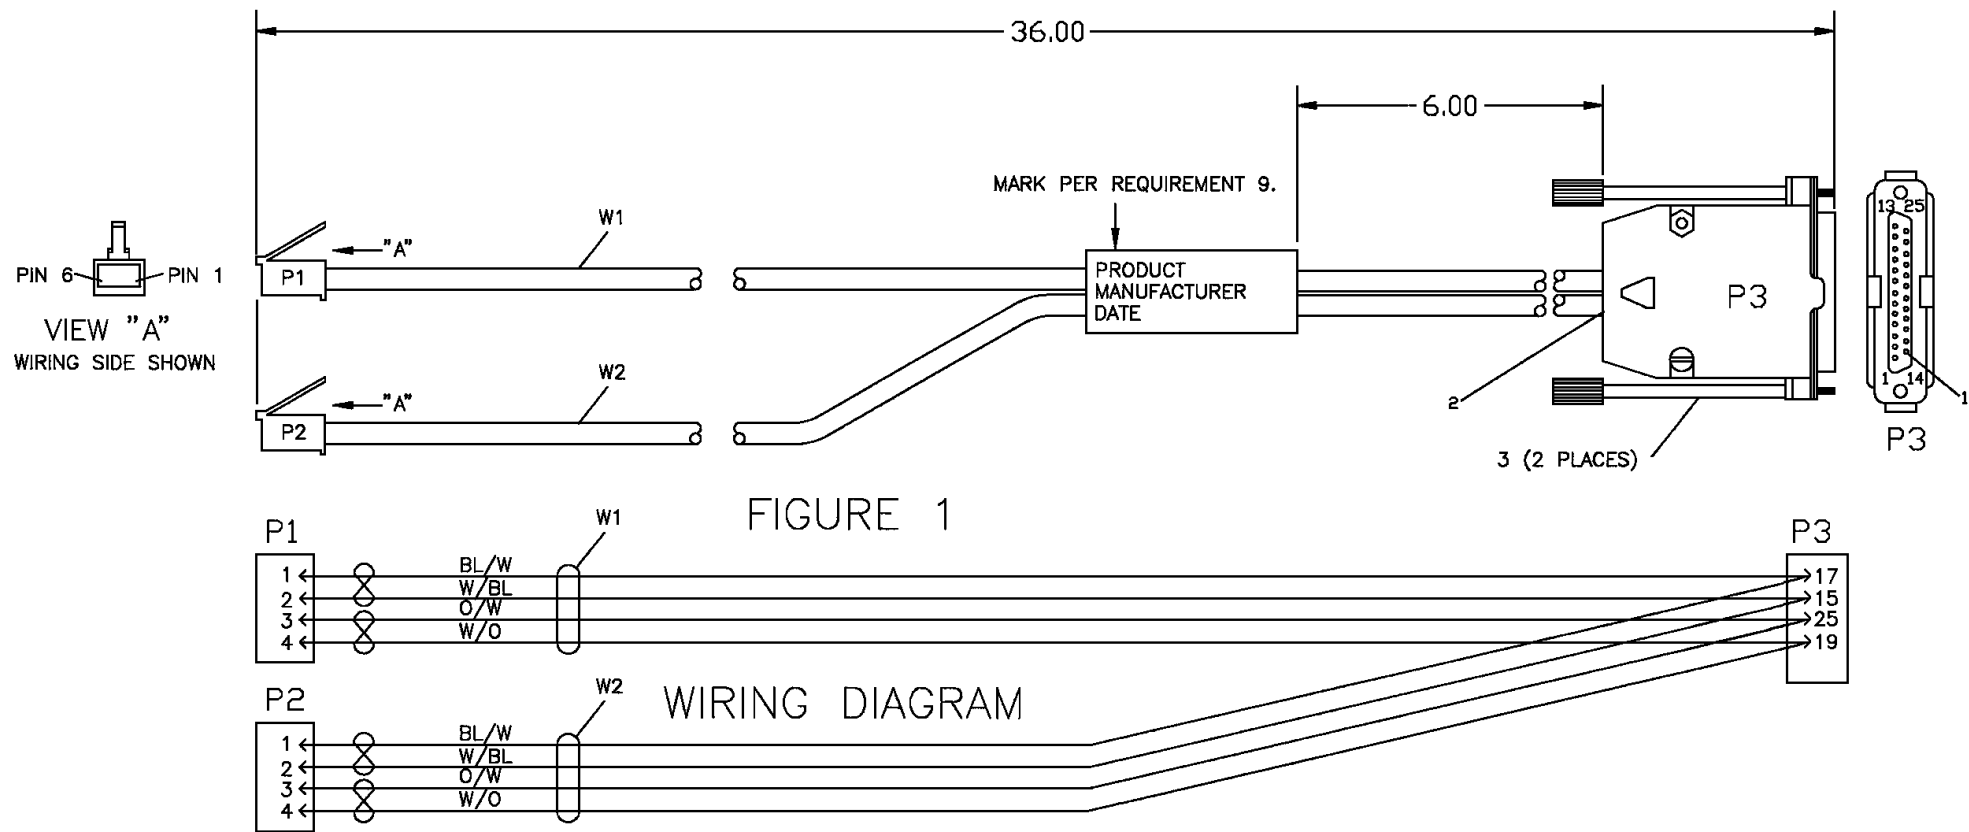 36.00
6.00
MARK PER REQUIREMENT 9.
W1
"A"
P1
PIN 6
PIN 1
VIEW "A"
WIRING SIDE SHOWN
PRODUCT
MANUFACTURER
DATE
P3
13 25
1 14
1
P3
2
3 (2 PLACES)
W2
"A"
P2
FIGURE 1
P1
W1
P3
1 BL/W 17
2 W/BL 15
3 O/W 25
4 W/O 19
P2
W2
WIRING DIAGRAM
1 BL/W
2 W/BL
3 O/W
4 W/O